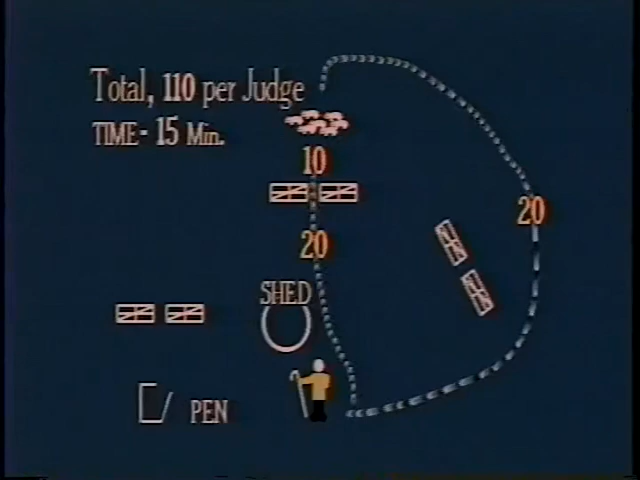 Total, 110 per Judge
TIME- 15 Min.
10
20
20
SHED
PEN